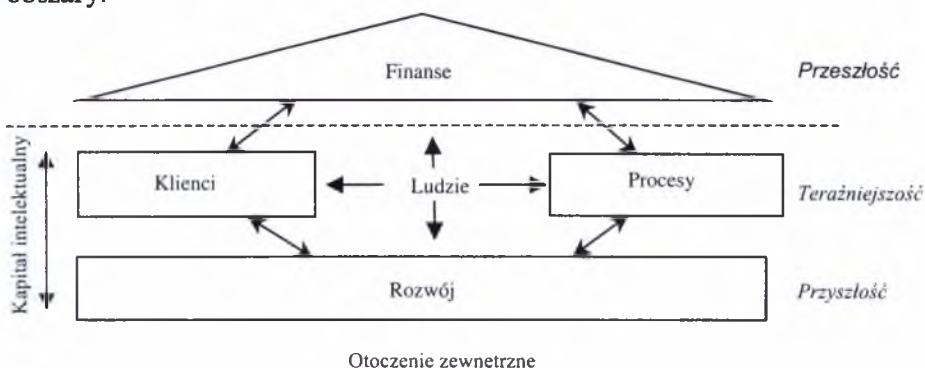 obszary:
Finanse
Przeszłość
Kapitał intelektualny
Klienci
Ludzie
Procesy
Teraźniejszość
Rozwój
Przyszłość
Otoczenie zewnetrzne